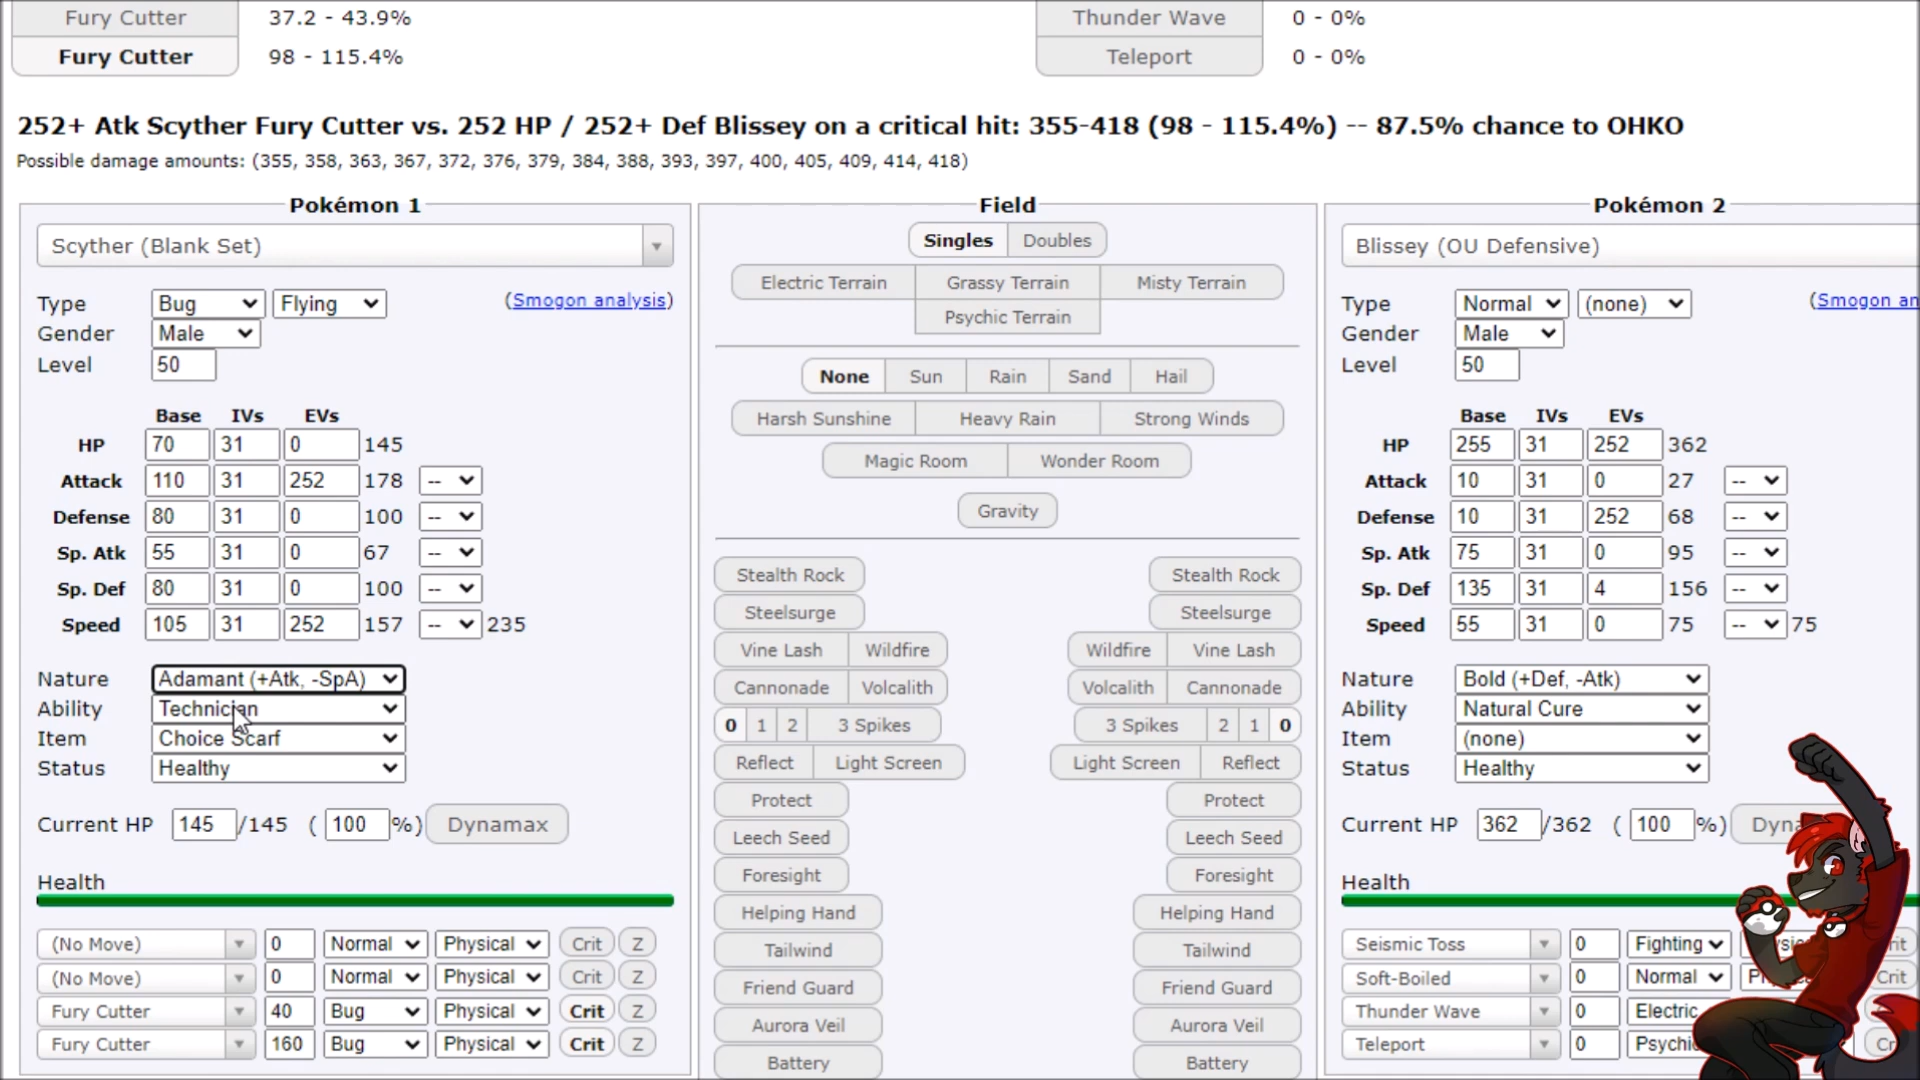 Fury Cutter 37.2 - 43.9% Thunder Wave 0 - 0%
Fury Cutter 98 - 115.4% Teleport 0 - 0%
252+ Atk Scyther Fury Cutter vs. 252 HP / 252+ Def Blissey on a critical hit: 355-418 (98 - 115.4%) -- 87.5% chance to OHKO
Possible damage amounts: (355, 358, 363, 367, 372, 376, 379, 384, 388, 393, 397, 400, 405, 409, 414, 418)
Pokémon 1
Scyther (Blank Set)
Type Bug Flying (Smogon analysis)
Gender Male
Level 50
Base IVs EVs
HP 70 31 0 145
Attack 110 31 252 178 --
Defense 80 31 0 100 --
Sp. Atk 55 31 0 67 --
Sp. Def 80 31 0 100 --
Speed 105 31 252 157 -- 235
Nature Adamant (+Atk, -SpA)
Ability Technician
Item Choice Scarf
Status Healthy
Current HP 145 /145 ( 100 %) Dynamax
Health
(No Move) 0 Normal Physical Crit Z
(No Move) 0 Normal Physical Crit Z
Fury Cutter 40 Bug Physical Crit Z
Fury Cutter 160 Bug Physical Crit Z
Field
Singles Doubles
Electric Terrain Grassy Terrain Misty Terrain
Psychic Terrain
None Sun Rain Sand Hail
Harsh Sunshine Heavy Rain Strong Winds
Magic Room Wonder Room
Gravity
Stealth Rock Stealth Rock
Steelsurge Steelsurge
Vine Lash Wildfire Wildfire Vine Lash
Cannonade Volcalith Volcalith Cannonade
0 1 2 3 Spikes 3 Spikes 2 1 0
Reflect Light Screen Light Screen Reflect
Protect Protect
Leech Seed Leech Seed
Foresight Foresight
Helping Hand Helping Hand
Tailwind Tailwind
Friend Guard Friend Guard
Aurora Veil Aurora Veil
Battery Battery
Pokémon 2
Blissey (OU Defensive)
Type Normal (none) (Smogon an
Gender Male
Level 50
Base IVs EVs
HP 255 31 252 362
Attack 10 31 0 27 --
Defense 10 31 252 68 --
Sp. Atk 75 31 0 95 --
Sp. Def 135 31 4 156 --
Speed 55 31 0 75 -- 75
Nature Bold (+Def, -Atk)
Ability Natural Cure
Item (none)
Status Healthy
Current HP 362 /362 ( 100 %) Dyna
Health
Seismic Toss 0 Fighting
Soft-Boiled 0 Normal Crit
Thunder Wave 0 Electric
Teleport 0 Psychic